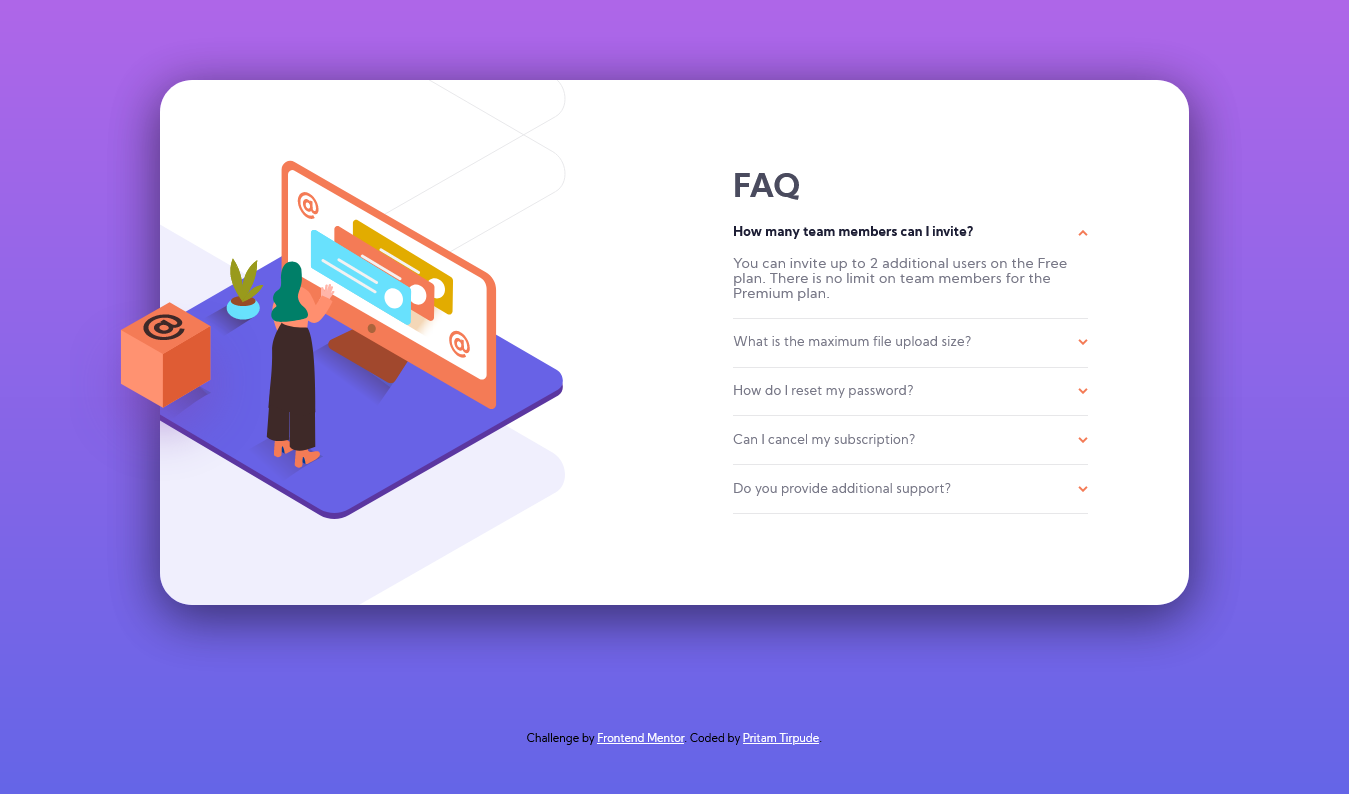 FAQ
How many team members can I invite?
You can invite up to 2 additional users on the Free
plan. There is no limit on team members for the
Premium plan.
What is the maximum file upload size?
How do I reset my password?
Can I cancel my subscription?
Do you provide additional support?
@
@
@
Challenge by Frontend Mentor. Coded by Pritam Tirpude